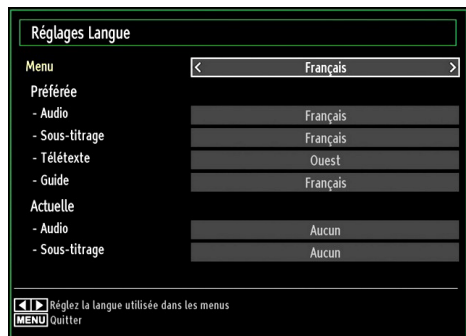 Réglages Langue
Menu < Français >
Préférée
- Audio Français
- Sous-titrage Français
- Télétexte Ouest
- Guide Français
Actuelle
- Audio Aucun
- Sous-titrage Aucun
Réglez la langue utilisée dans les menus
MENU Quitter